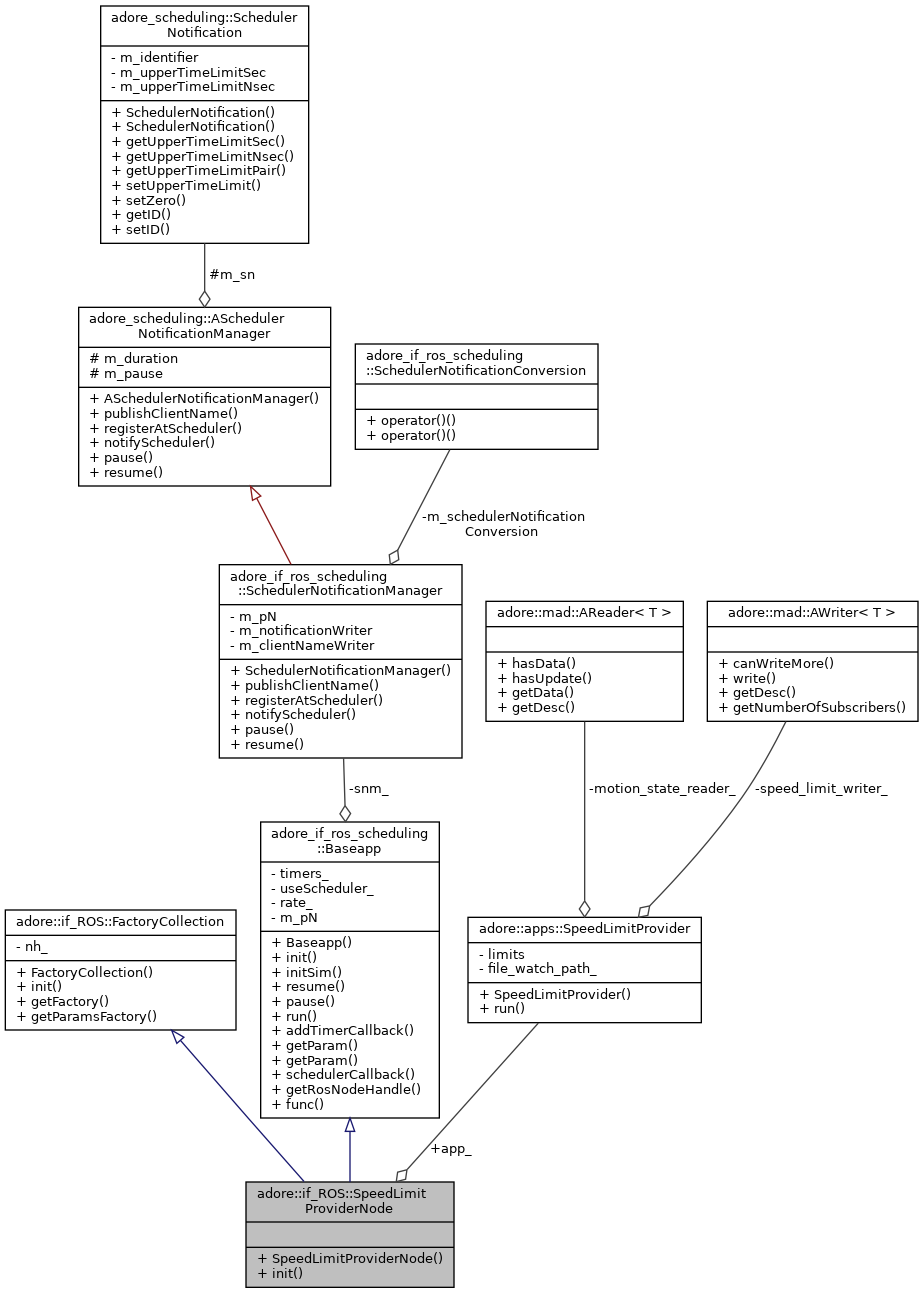 adore_scheduling::Scheduler
Notification
- m_identifier
- m_upperTimeLimitSec
- m_upperTimeLimitNsec
+ SchedulerNotification()
+ SchedulerNotification()
+ getUpperTimeLimitSec()
+ getUpperTimeLimitNsec()
+ getUpperTimeLimitPair()
+ setUpperTimeLimit()
+ setZero()
+ getID()
+ setID()
#m_sn
adore_scheduling::AScheduler
NotificationManager
# m_duration
# m_pause
+ ASchedulerNotificationManager()
+ publishClientName()
+ registerAtScheduler()
+ notifyScheduler()
+ pause()
+ resume()
adore_if_ros_scheduling
::SchedulerNotificationConversion
+ operator()()
+ operator()()
-m_schedulerNotification
Conversion
adore_if_ros_scheduling
::SchedulerNotificationManager
- m_pN
- m_notificationWriter
- m_clientNameWriter
+ SchedulerNotificationManager()
+ publishClientName()
+ registerAtScheduler()
+ notifyScheduler()
+ pause()
+ resume()
adore::mad::AReader< T >
+ hasData()
+ hasUpdate()
+ getData()
+ getDesc()
adore::mad::AWriter< T >
+ canWriteMore()
+ write()
+ getDesc()
+ getNumberOfSubscribers()
-snm_
-motion_state_reader_
-speed_limit_writer_
adore_if_ros_scheduling
::Baseapp
- timers_
- useScheduler_
- rate_
- m_pN
+ Baseapp()
+ init()
+ initSim()
+ resume()
+ pause()
+ run()
+ addTimerCallback()
+ getParam()
+ getParam()
+ schedulerCallback()
+ getRosNodeHandle()
+ func()
adore::if_ROS::FactoryCollection
- nh_
+ FactoryCollection()
+ init()
+ getFactory()
+ getParamsFactory()
adore::apps::SpeedLimitProvider
- limits
- file_watch_path_
+ SpeedLimitProvider()
+ run()
+app_
adore::if_ROS::SpeedLimit
ProviderNode
+ SpeedLimitProviderNode()
+ init()